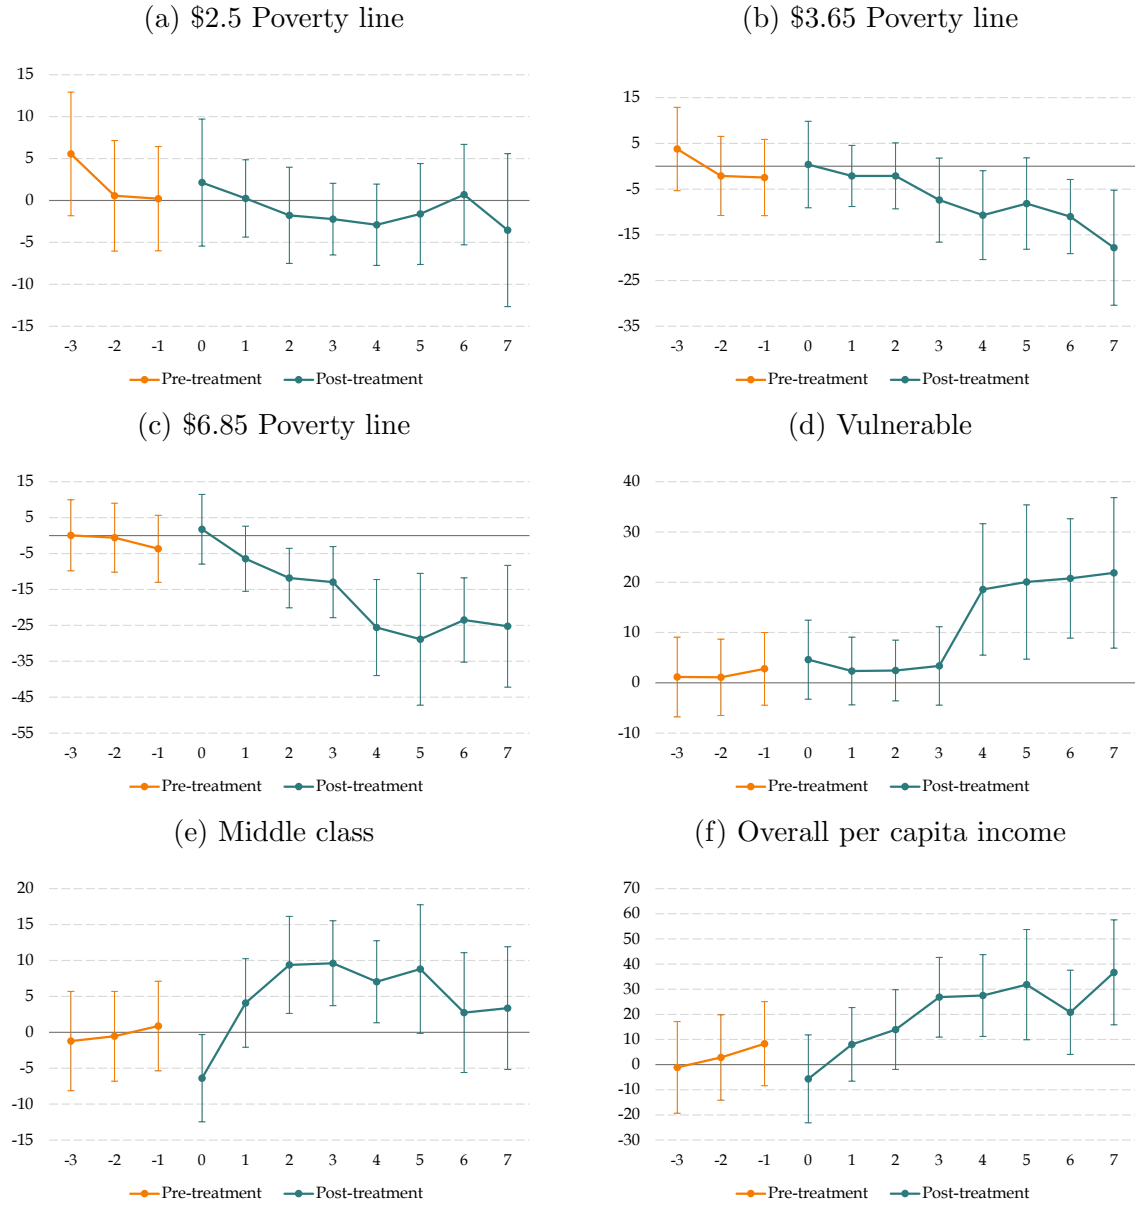 (a) $2.5 Poverty line
15
10
5
0
-5
-10
-15
-3 -2 -1 0 1 2 3 4 5 6 7
Pre-treatment Post-treatment
(b) $3.65 Poverty line
15
5
-5
-15
-25
-35
-3 -2 -1 0 1 2 3 4 5 6 7
Pre-treatment Post-treatment
(c) $6.85 Poverty line
15
5
-5
-15
-25
-35
-45
-55
-3 -2 -1 0 1 2 3 4 5 6 7
Pre-treatment Post-treatment
(d) Vulnerable
40
30
20
10
0
-10
-3 -2 -1 0 1 2 3 4 5 6 7
Pre-treatment Post-treatment
(e) Middle class
20
15
10
5
0
-5
-10
-15
-3 -2 -1 0 1 2 3 4 5 6 7
Pre-treatment Post-treatment
(f) Overall per capita income
70
60
50
40
30
20
10
0
-10
-20
-30
-3 -2 -1 0 1 2 3 4 5 6 7
Pre-treatment Post-treatment